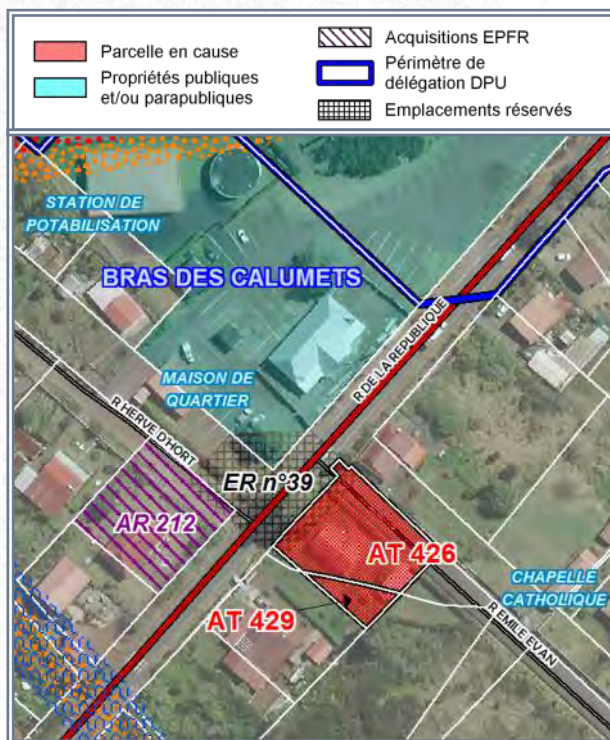 Parcelle en cause
Propriétés publiques
et/ou parapubliques
Acquisitions EPFR
Périmètre de
délégation DPU
Emplacements réservés
STATION DE
POTABILISATION
BRAS DES CALUMETS
MAISON DE
QUARTIER
R DE LA REPUBLIQUE
R HERVE D'HORT
ER n°39
AR 212
AT 426
AT 429
CHAPELLE
CATHOLIQUE
R EMILE EVAN